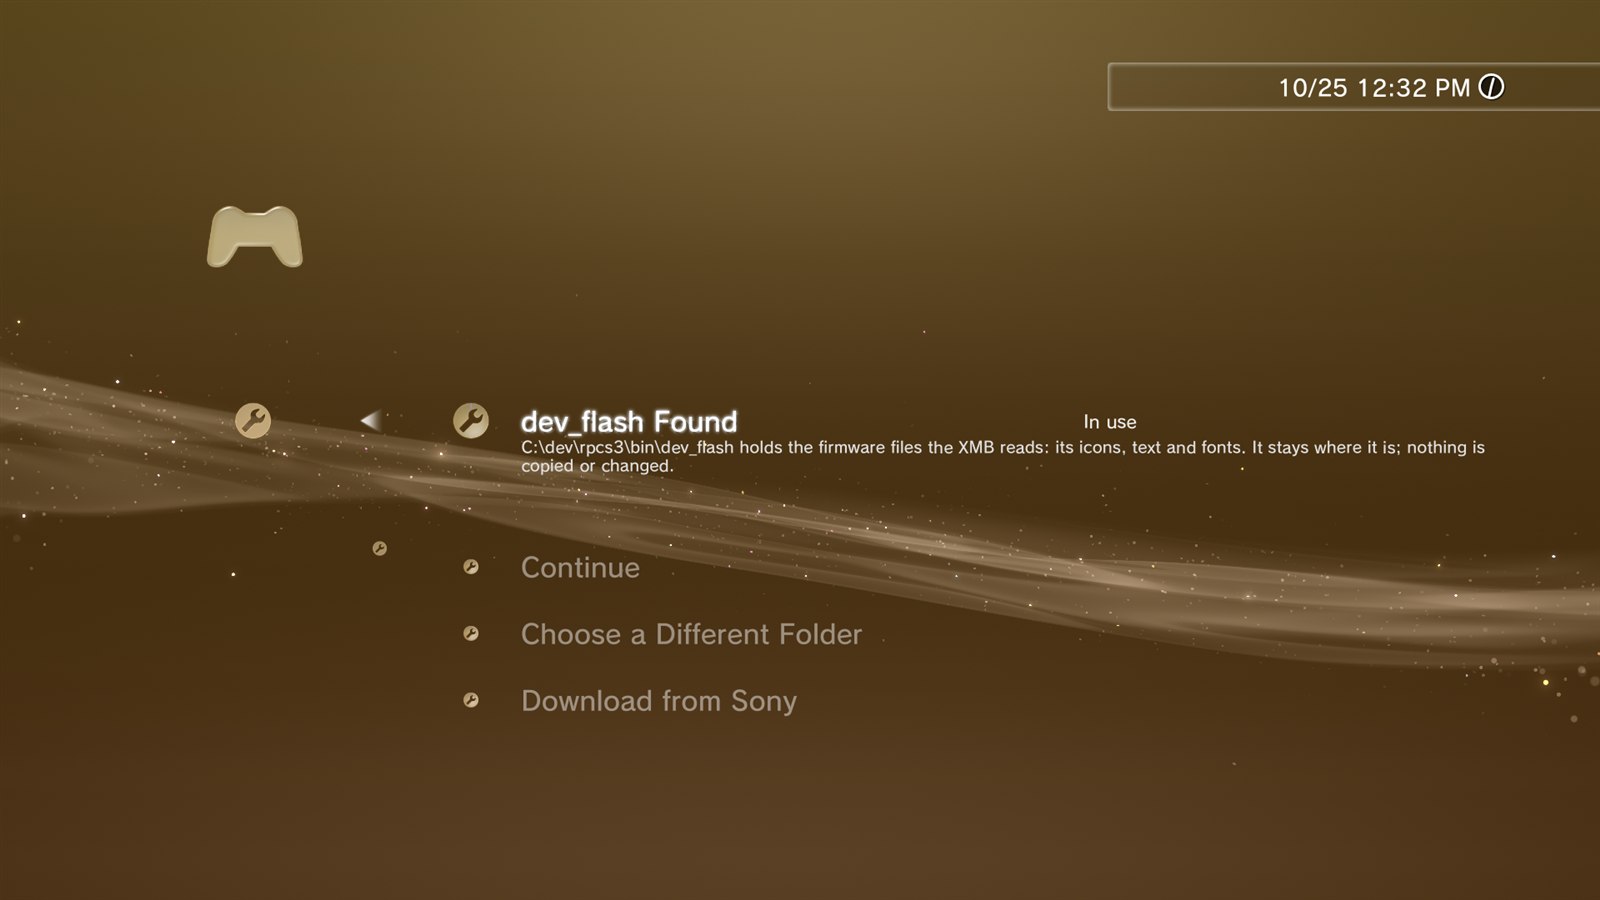 10/25 12:32 PM
dev_flash Found
In use
C:\dev\rpcs3\bin\dev_flash holds the firmware files the XMB reads: its icons, text and fonts. It stays where it is; nothing is
copied or changed.
Continue
Choose a Different Folder
Download from Sony